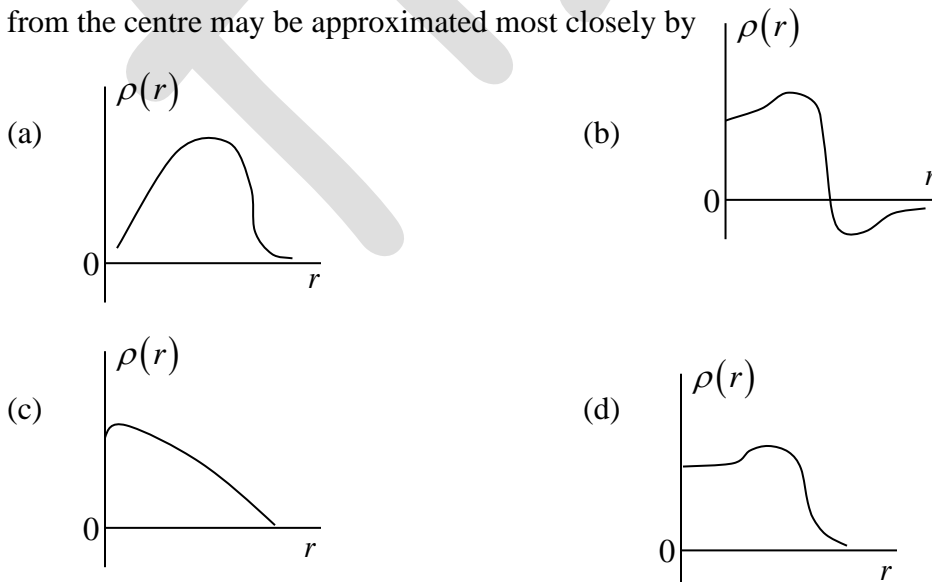 from the centre may be approximated most closely by
ρ(r)
ρ(r)
(a)
(b)
r
0
0
r
ρ(r)
ρ(r)
(c)
(d)
0
r
0
r